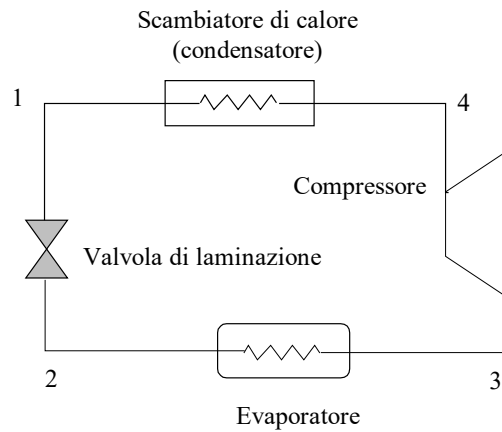 Scambiatore di calore
(condensatore)
1
4
Compressore
Valvola di laminazione
2
3
Evaporatore